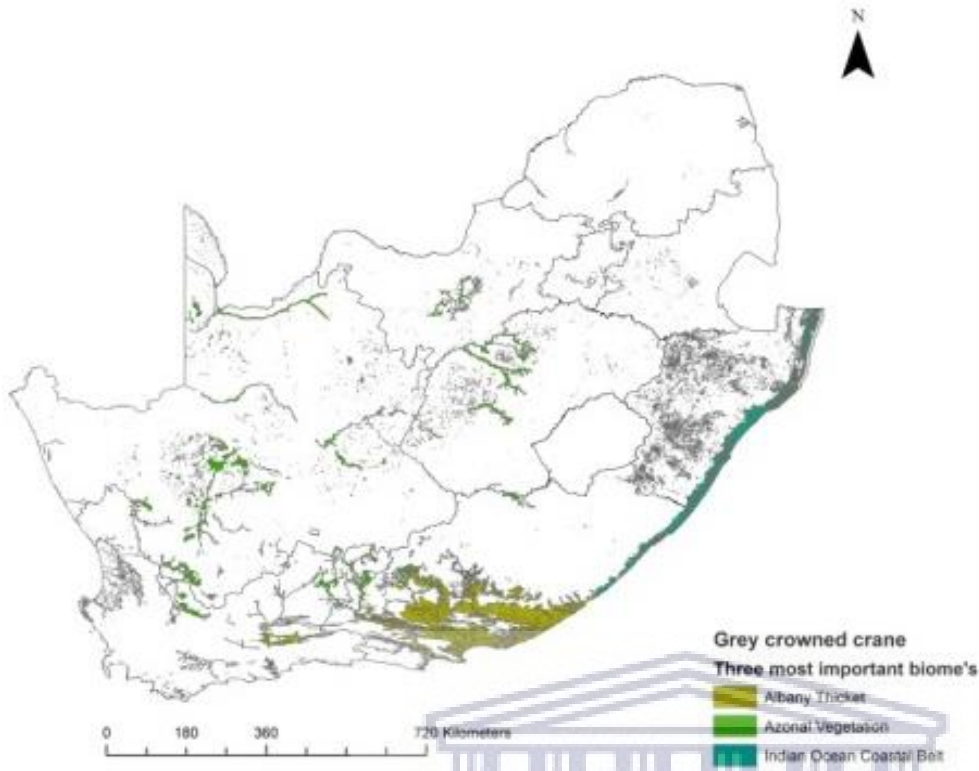 N
Grey crowned crane
Three most important biome's
Albany Thicket
Azonal Vegetation
Indian Ocean Coastal Belt
0 180 360 720 Kilometers